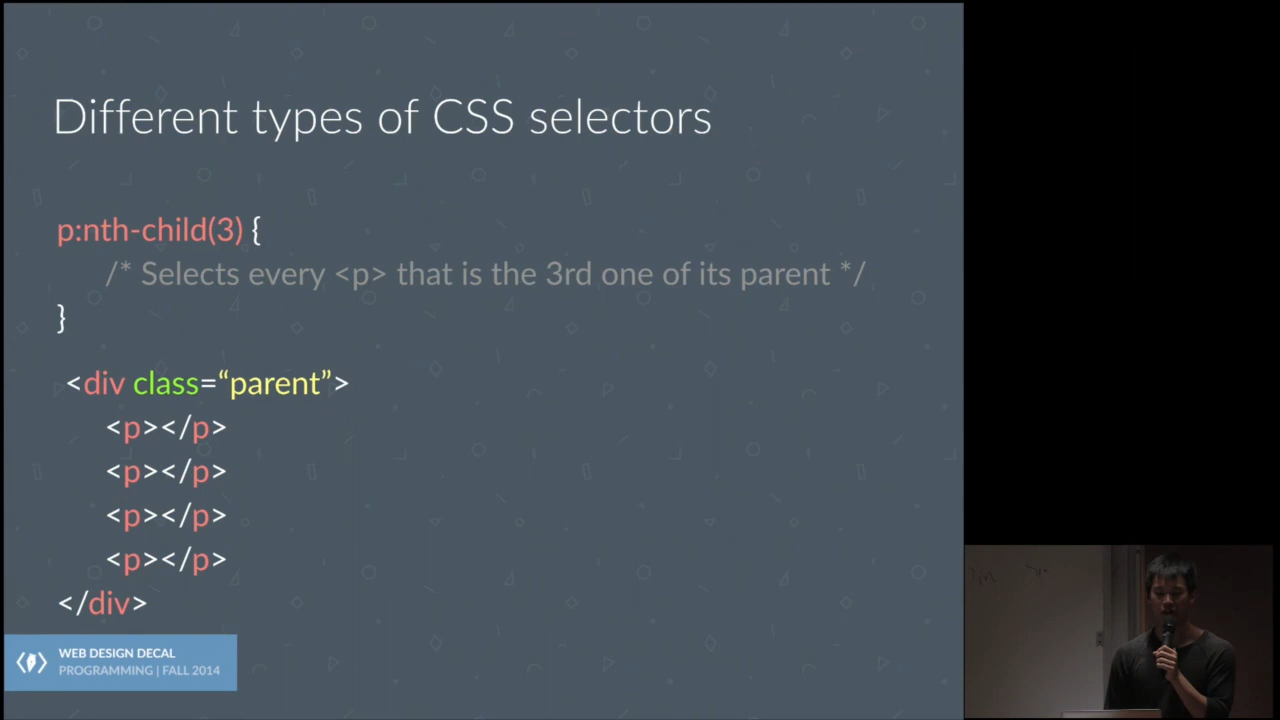 Different types of CSS selectors
p:nth-child(3) {
/* Selects every <p> that is the 3rd one of its parent */
}
<div class=“parent”>
<p></p>
<p></p>
<p></p>
<p></p>
</div>
WEB DESIGN DECAL
PROGRAMMING | FALL 2014